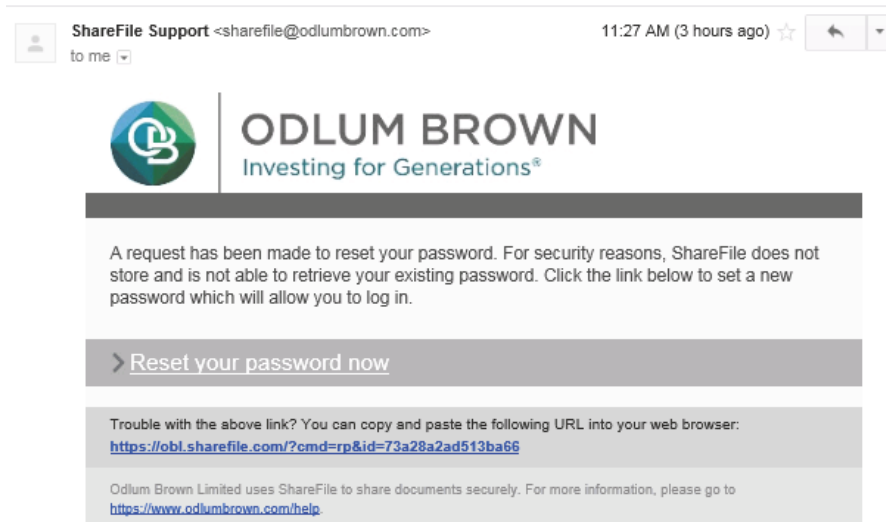 ShareFile Support <sharefile@odlumbrown.com> 11:27 AM (3 hours ago)
to me
OB
ODLUM BROWN
Investing for Generations®
A request has been made to reset your password. For security reasons, ShareFile does not
store and is not able to retrieve your existing password. Click the link below to set a new
password which will allow you to log in.
Reset your password now
Trouble with the above link? You can copy and paste the following URL into your web browser:
https://obl.sharefile.com/?cmd=rp&id=73a28a2ad513ba66
Odlum Brown Limited uses ShareFile to share documents securely. For more information, please go to
https://www.odlumbrown.com/help.